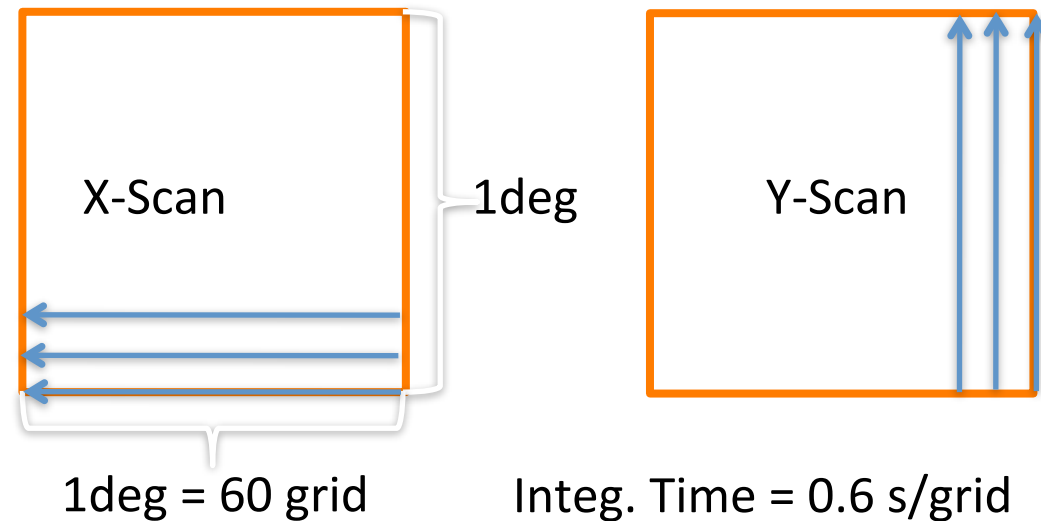 X-Scan
1deg
Y-Scan
1deg = 60 grid
Integ. Time = 0.6 s/grid